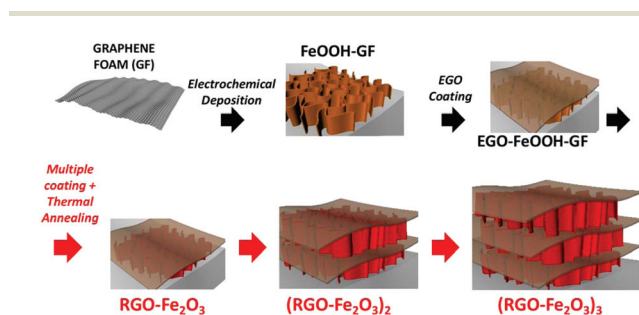 GRAPHENE
FOAM (GF)
Electrochemical
Deposition
FeOOH-GF
EGO
Coating
EGO-FeOOH-GF
Multiple
coating +
Thermal
Annealing
RGO-Fe₂O₃
(RGO-Fe₂O₃)₂
(RGO-Fe₂O₃)₃